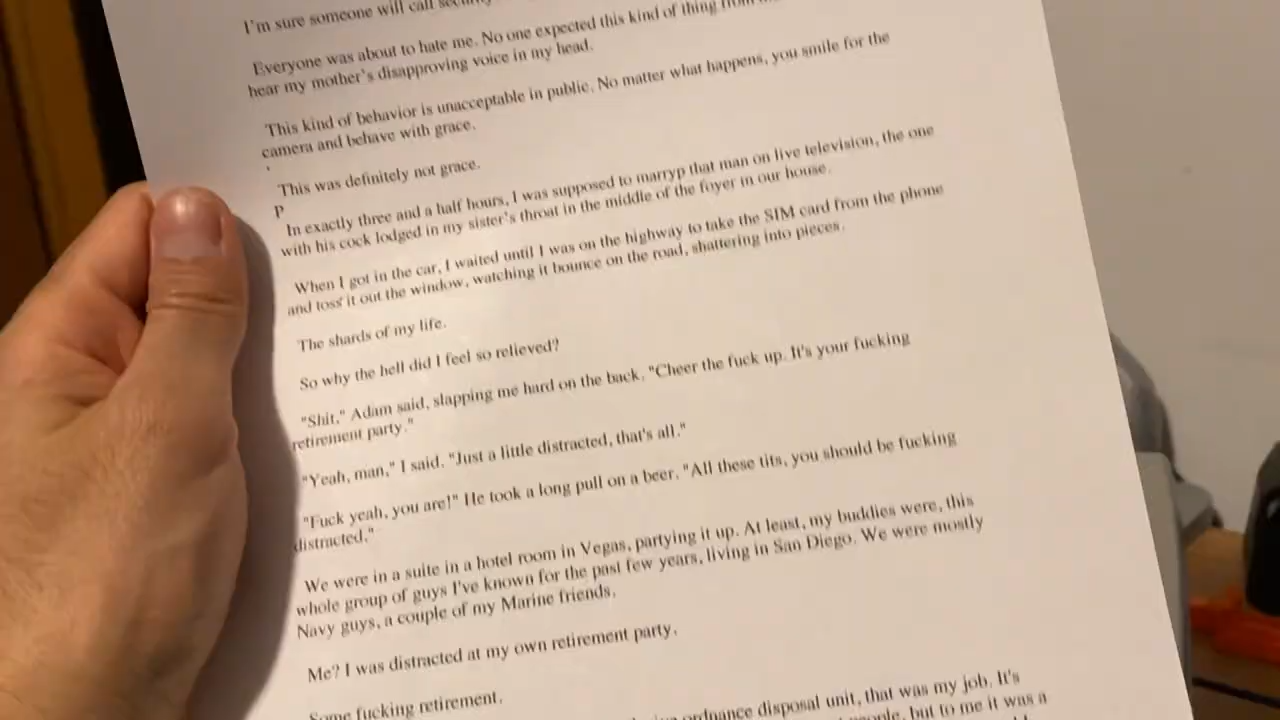 I'm sure someone will call
Everyone was about to hate me. No one expected this kind of thing from
hear my mother's disapproving voice in my head.
This kind of behavior is unacceptable in public. No matter what happens, you smile for the
camera and behave with grace.
This was definitely not grace.
P
In exactly three and a half hours, I was supposed to marryp that man on live television, the one
with his cock lodged in my sister's throat in the middle of the foyer in our house.
When I got in the car, I waited until I was on the highway to take the SIM card from the phone
and toss it out the window, watching it bounce on the road, shattering into pieces.
The shards of my life.
So why the hell did I feel so relieved?
"Shit," Adam said, slapping me hard on the back. "Cheer the fuck up. It's your fucking
retirement party."
"Yeah, man," I said. "Just a little distracted, that's all."
"Fuck yeah, you are!" He took a long pull on a beer. "All these tits, you should be fucking
distracted."
We were in a suite in a hotel room in Vegas, partying it up. At least, my buddies were, this
whole group of guys I've known for the past few years, living in San Diego. We were mostly
Navy guys, a couple of my Marine friends.
Me? I was distracted at my own retirement party.
Some fucking retirement.
ordnance disposal unit, that was my job. It's
people, but to me it was a